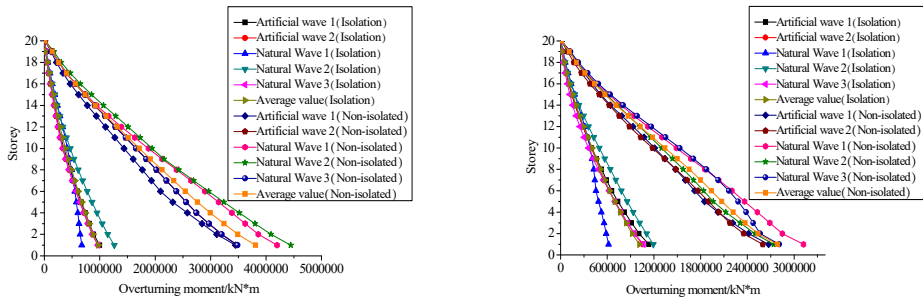 Artificial wave 1(Isolation)
Artificial wave 2(Isolation)
Natural Wave 1(Isolation)
Natural Wave 2(Isolation)
Natural Wave 3(Isolation)
Average value(Isolation)
Artificial wave 1(Non-isolated)
Artificial wave 2(Non-isolated)
Natural Wave 1(Non-isolated)
Natural Wave 2(Non-isolated)
Natural Wave 3(Non-isolated)
Average value(Non-isolated)
Storey
20
18
16
14
12
10
8
6
4
2
0
0 1000000 2000000 3000000 4000000 5000000
Overturning moment/kN*m
Artificial wave 1(Isolation)
Artificial wave 2(Isolation)
Natural Wave 1(Isolation)
Natural Wave 2(Isolation)
Natural Wave 3(Isolation)
Average value(Isolation)
Artificial wave 1(Non-isolated)
Artificial wave 2(Non-isolated)
Natural Wave 1(Non-isolated)
Natural Wave 2(Non-isolated)
Natural Wave 3(Non-isolated)
Average value(Non-isolated)
Storey
20
18
16
14
12
10
8
6
4
2
0
0 600000 1200000 1800000 2400000 3000000
Overturning moment/kN*m